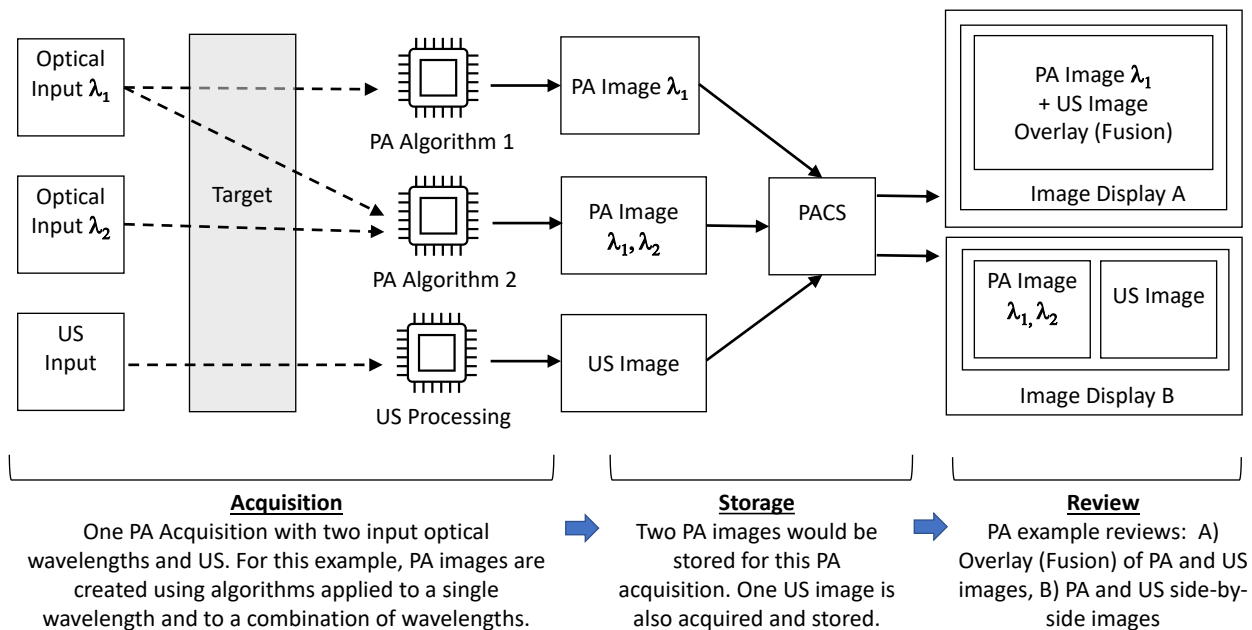 Optical
Input λ1
Optical
Input λ2
US
Input
Target
PA Algorithm 1
PA Algorithm 2
US Processing
PA Image λ1
PA Image
λ1, λ2
US Image
PACS
PA Image λ1
+ US Image
Overlay (Fusion)
Image Display A
PA Image
λ1, λ2
US Image
Image Display B
Acquisition
One PA Acquisition with two input optical
wavelengths and US. For this example, PA images are
created using algorithms applied to a single
wavelength and to a combination of wavelengths.
Storage
Two PA images would be
stored for this PA
acquisition. One US image is
also acquired and stored.
Review
PA example reviews:  A)
Overlay (Fusion) of PA and US
images, B) PA and US side-by-
side images